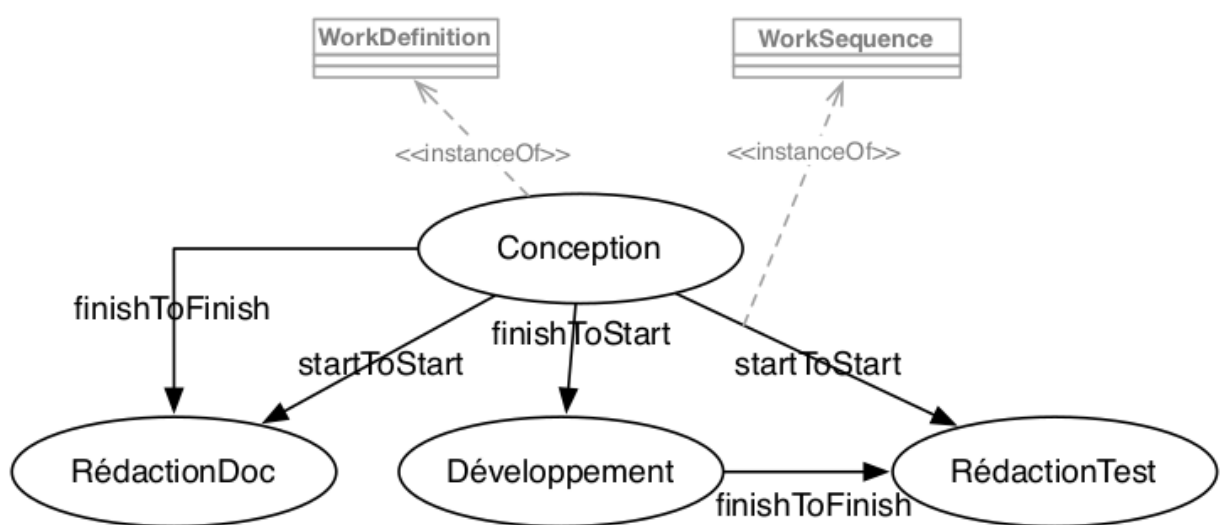 WorkDefinition
WorkSequence
<<instanceOf>>
<<instanceOf>>
Conception
finishToFinish
finishToStart
startToStart
startToStart
RédactionDoc
Développement
RédactionTest
finishToFinish